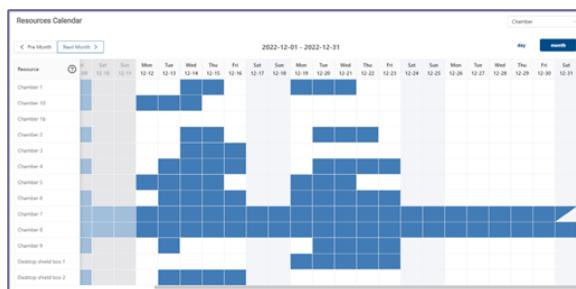 Resources Calendar
Chamber
< Pre Month
Next Month >
2022-12-01 - 2022-12-31
day
month
Resource
Sat Sat Mon Tue Wed Thu Fri Sat Sun Mon Tue Wed Thu Fri Sat Sun Mon Tue Wed Thu Fri Sat
-09 12-10 12-11 12-12 12-13 12-14 12-15 12-16 12-17 12-18 12-19 12-20 12-21 12-22 12-23 12-24 12-25 12-26 12-27 12-28 12-29 12-30 12-31
Chamber 1
Chamber 10
Chamber 1b
Chamber 2
Chamber 3
Chamber 4
Chamber 5
Chamber 6
Chamber 7
Chamber 8
Chamber 9
Desktop shield box 1
Desktop shield box 2